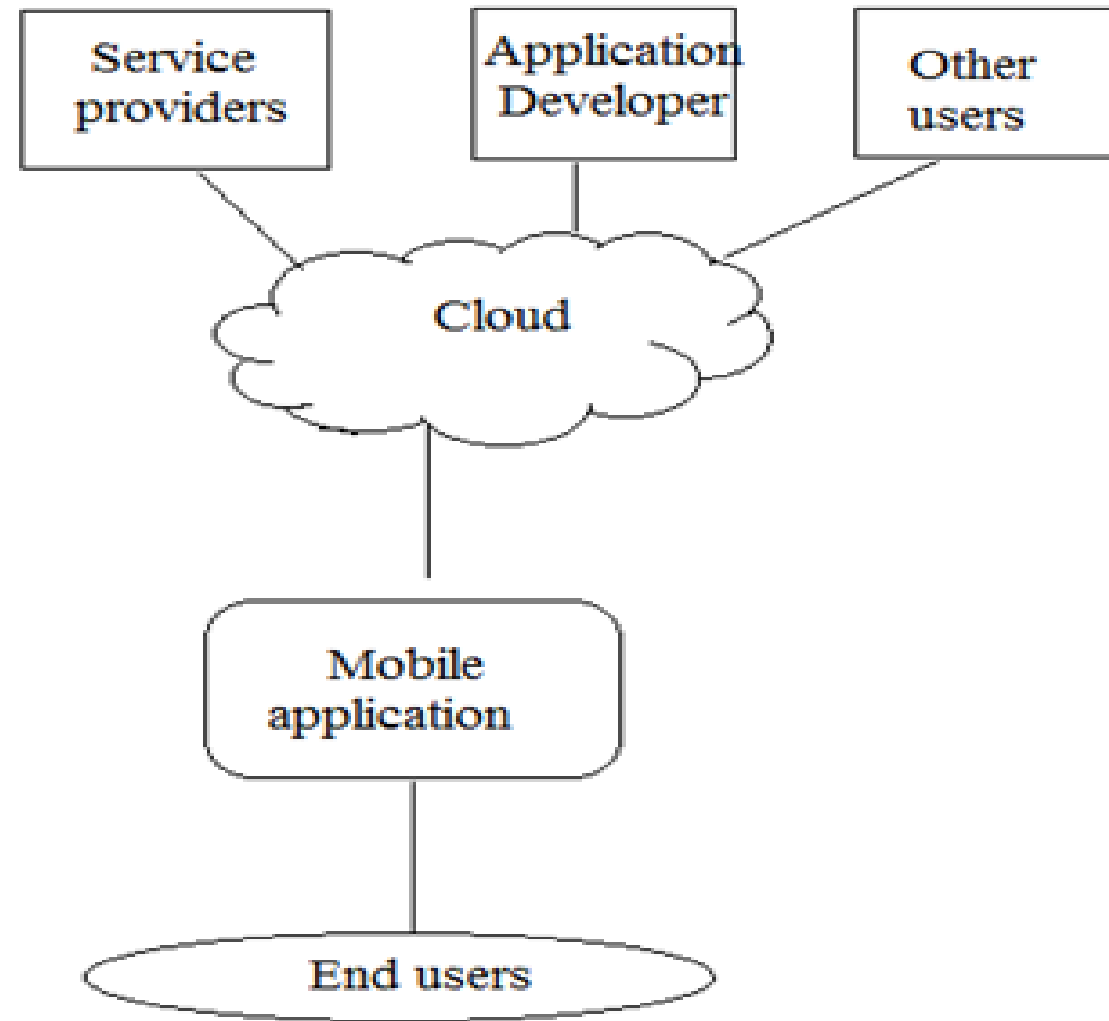 Service
providers
Application
Developer
Other
users
Cloud
Mobile
application
End users